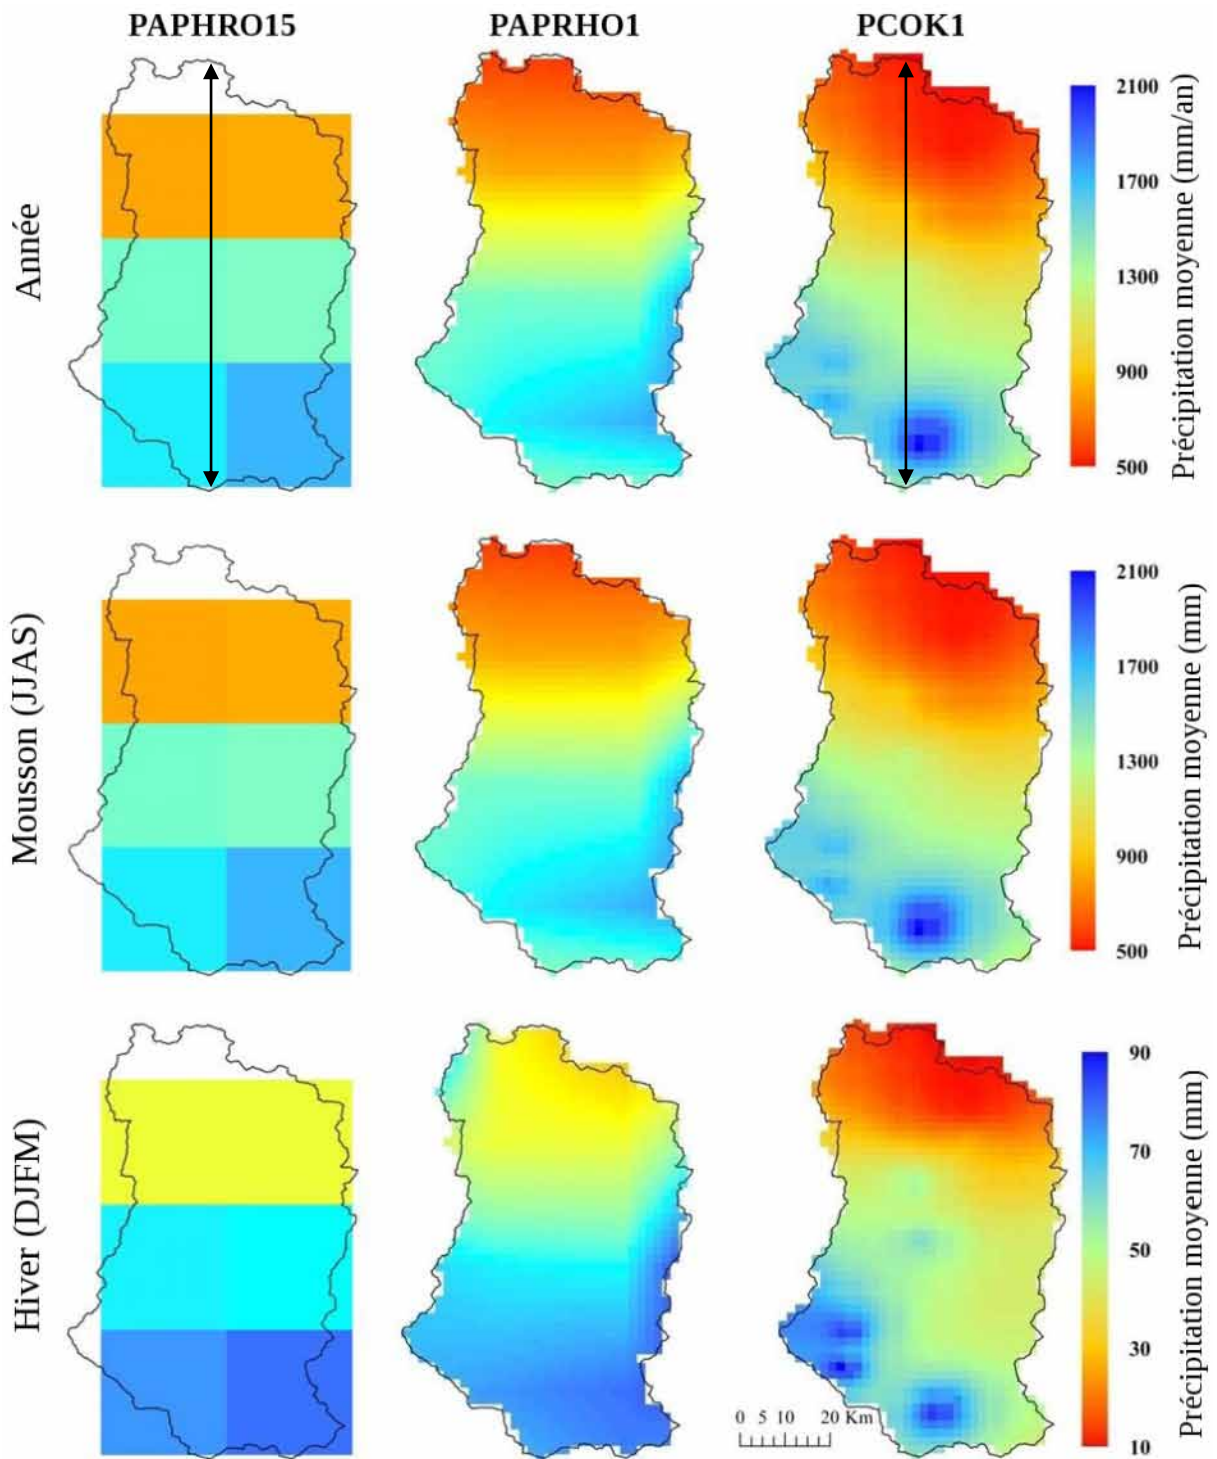 PAPHRO15 PAPRHO1 PCOK1
Année
2100
1700
1300
900
500
Précipitation moyenne (mm/an)
Mousson (JJAS)
2100
1700
1300
900
500
Précipitation moyenne (mm)
Hiver (DJFM)
90
70
50
30
10
Précipitation moyenne (mm)
0 5 10 20 Km